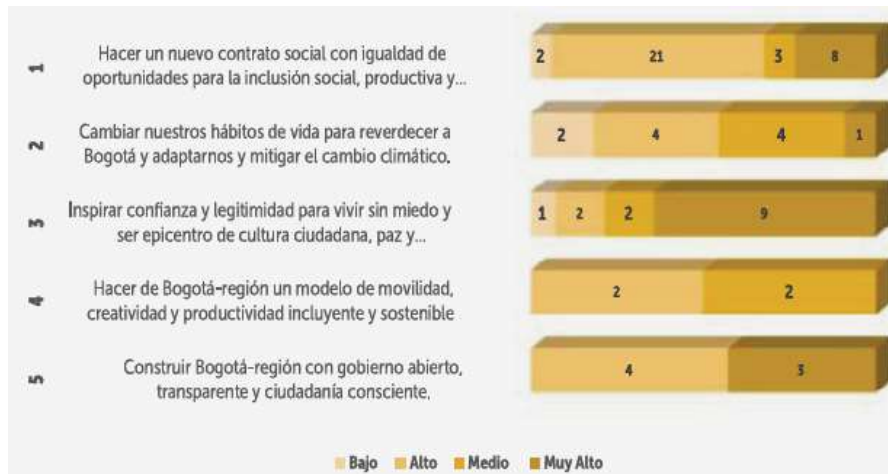 1
Hacer un nuevo contrato social con igualdad de
oportunidades para la inclusión social, productiva y...
2 21 3 8
2
Cambiar nuestros hábitos de vida para reverdecer a
Bogotá y adaptarnos y mitigar el cambio climático.
2 4 4 1
3
Inspirar confianza y legitimidad para vivir sin miedo y
ser epicentro de cultura ciudadana, paz y...
1 2 2 9
4
Hacer de Bogotá-región un modelo de movilidad,
creatividad y productividad incluyente y sostenible
2 2
5
Construir Bogotá-región con gobierno abierto,
transparente y ciudadanía consciente.
4 3
Bajo Alto Medio Muy Alto